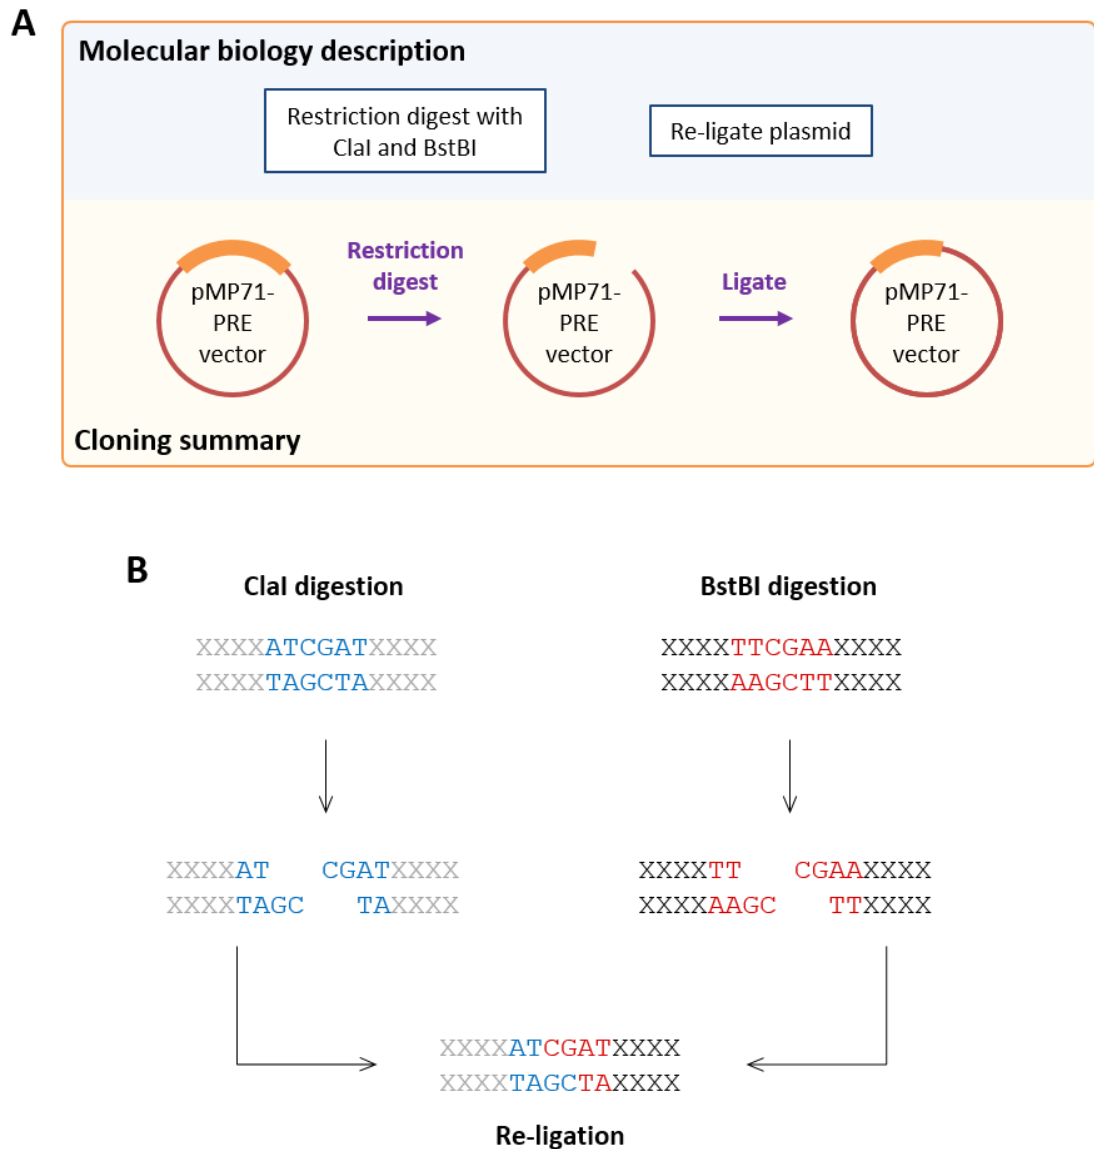 A
Molecular biology description
Restriction digest with
ClaI and BstBI
Re-ligate plasmid
Restriction
digest
Ligate
pMP71-
PRE
vector
pMP71-
PRE
vector
pMP71-
PRE
vector
Cloning summary
B
ClaI digestion
BstBI digestion
XXXXATCGATXXXX
XXXXTAGCTAXXXX
XXXXTTCGAAXXXX
XXXXAAGCTTXXXX
XXXXAT CGATXXXX
XXXXTAGC TAXXXX
XXXXTT CGAAXXXX
XXXXAAGC TTXXXX
XXXXATCGATXXXX
XXXXTAGCTAXXXX
Re-ligation